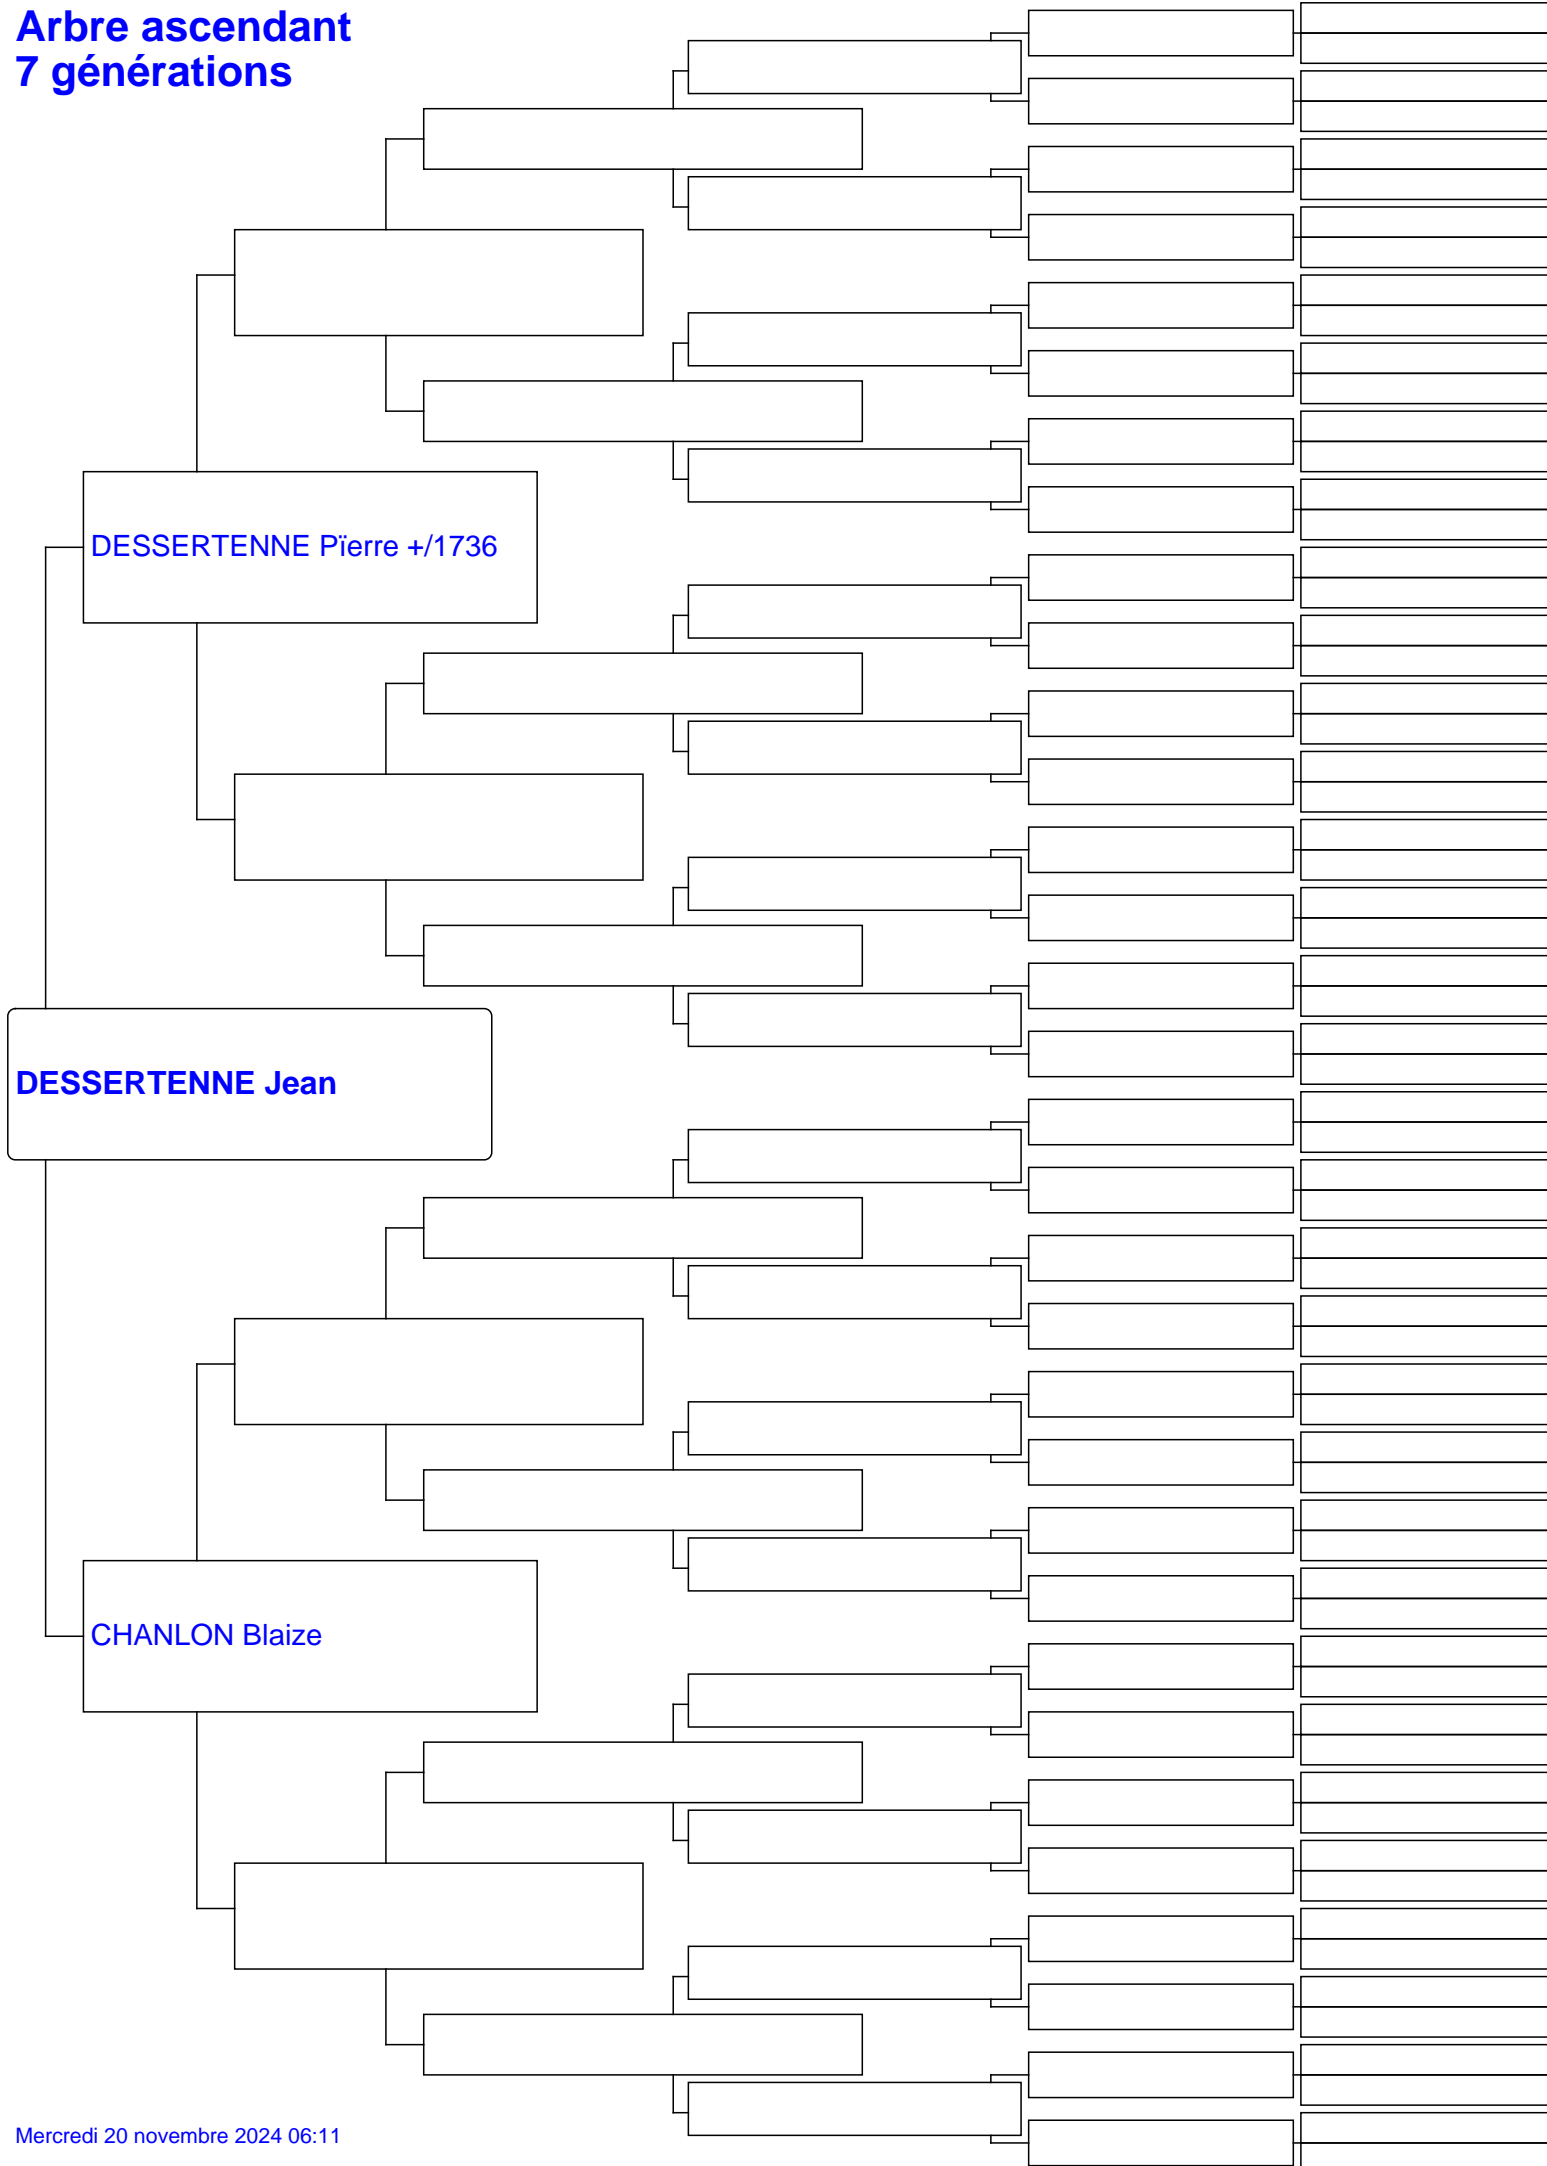 Arbre ascendant
7 générations
DESSERTENNE Pïerre +/1736
DESSERTENNE Jean
CHANLON Blaize
Mercredi 20 novembre 2024 06:11